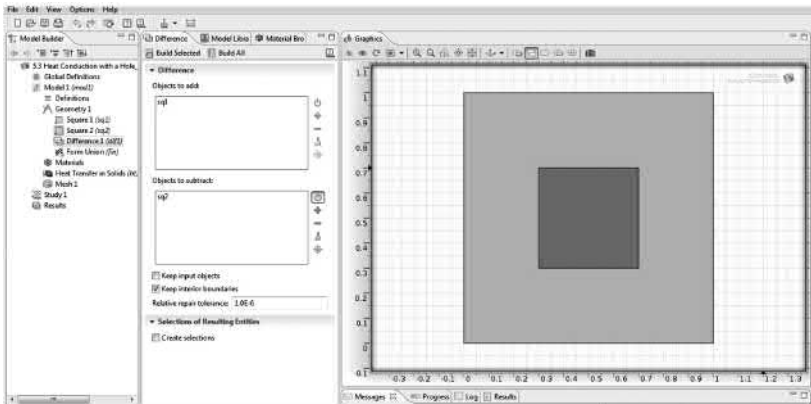 File Edit View Options Help
Model Builder
5.3 Heat Conduction with a Hole_
Global Definitions
Model 1 (mod1)
Definitions
Geometry 1
Square 1 (sq1)
Square 2 (sq2)
Difference 1 (dif1)
Form Union (fin)
Materials
Heat Transfer in Solids (ht)
Mesh 1
Study 1
Results
Difference Model Libra Material Bro
Build Selected Build All
Difference
Objects to add:
sq1
Objects to subtract:
sq2
Keep input objects
Keep interior boundaries
Relative repair tolerance: 1.0E-6
Selections of Resulting Entities
Create selections
Graphics
1.1
1
0.9
0.8
0.7
0.6
0.5
0.4
0.3
0.2
0.1
0
-0.1
-0.3 -0.2 -0.1 0 0.1 0.2 0.3 0.4 0.5 0.6 0.7 0.8 0.9 1 1.1 1.2 1.3
Messages Progress Log Results